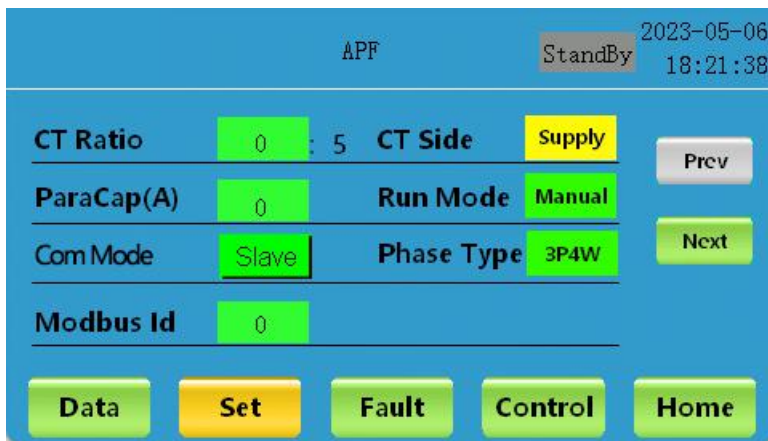 APF StandBy 2023-05-06
18:21:38
CT Ratio 0 : 5 CT Side Supply
Prev
ParaCap(A) 0 Run Mode Manual
Com Mode Slave Phase Type 3P4W
Next
Modbus Id 0
Data Set Fault Control Home